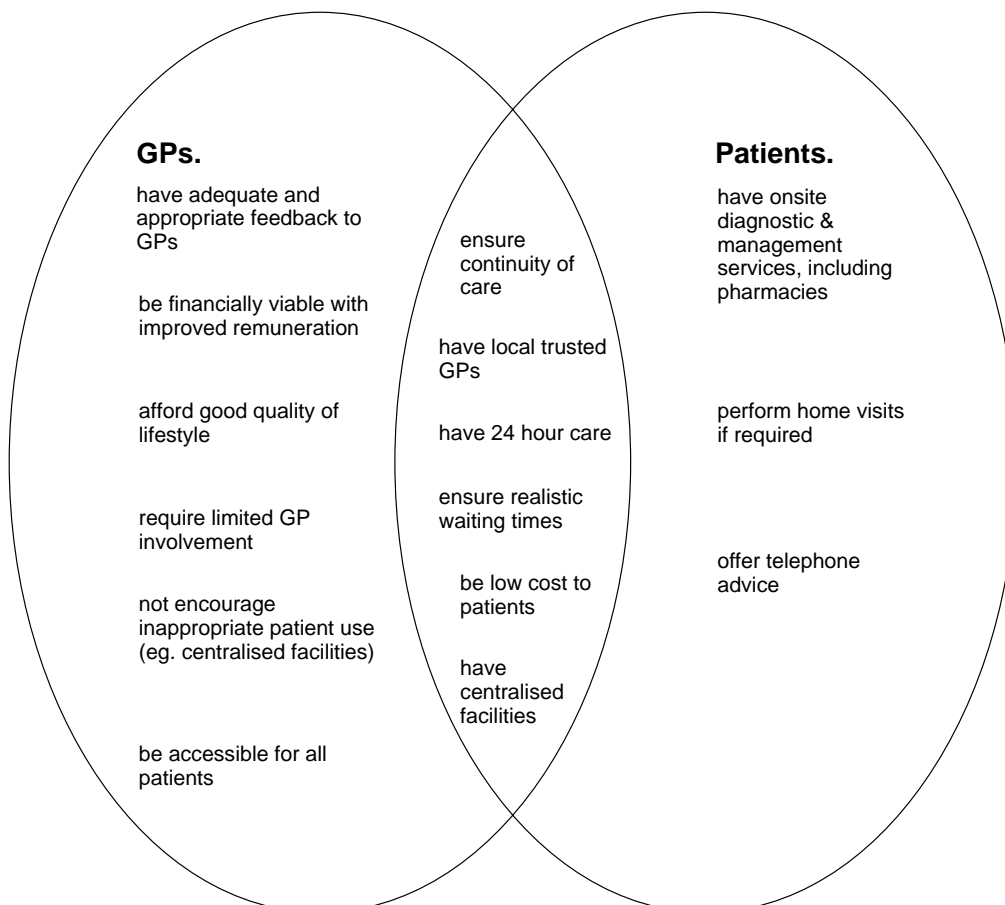 GPs.
have adequate and
appropriate feedback to
GPs
be financially viable with
improved remuneration
afford good quality of
lifestyle
require limited GP
involvement
not encourage
inappropriate patient use
(eg. centralised facilities)
be accessible for all
patients
ensure
continuity of
care
have local trusted
GPs
have 24 hour care
ensure realistic
waiting times
be low cost to
patients
have
centralised
facilities
Patients.
have onsite
diagnostic &
management
services, including
pharmacies
perform home visits
if required
offer telephone
advice